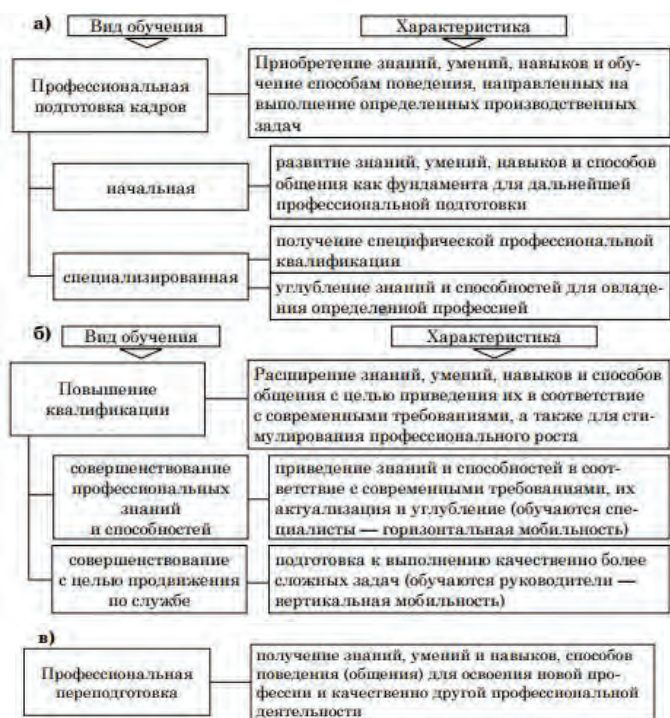 а)
Вид обучения
Характеристика
Профессиональная
подготовка кадров
Приобретение знаний, умений, навыков и обу-
чение способам поведения, направленных на
выполнение определенных производственных
задач
начальная
развитие знаний, умений, навыков и способов
общения как фундамента для дальнейшей
профессиональной подготовки
специализированная
получение специфической профессиональной
квалификации
углубление знаний и способностей для овладе-
ния определенной профессией
б)
Вид обучения
Характеристика
Повышение
квалификации
Расширение знаний, умений, навыков и способов
общения с целью приведения их в соответствие
с современными требованиями, а также для сти-
мулирования профессионального роста
совершенствование
профессиональных
знаний
и способностей
приведение знаний и способностей в соот-
ветствие с современными требованиями, их
актуализация и углубление (обучаются спе-
циалисты — горизонтальная мобильность)
совершенствование
с целью продвижения
по службе
подготовка к выполнению качественно более
сложных задач (обучаются руководители —
вертикальная мобильность)
в)
Профессиональная
переподготовка
получение знаний, умений и навыков, способов
поведения (общения) для освоения новой про-
фессии и качественно другой профессиональной
деятельности